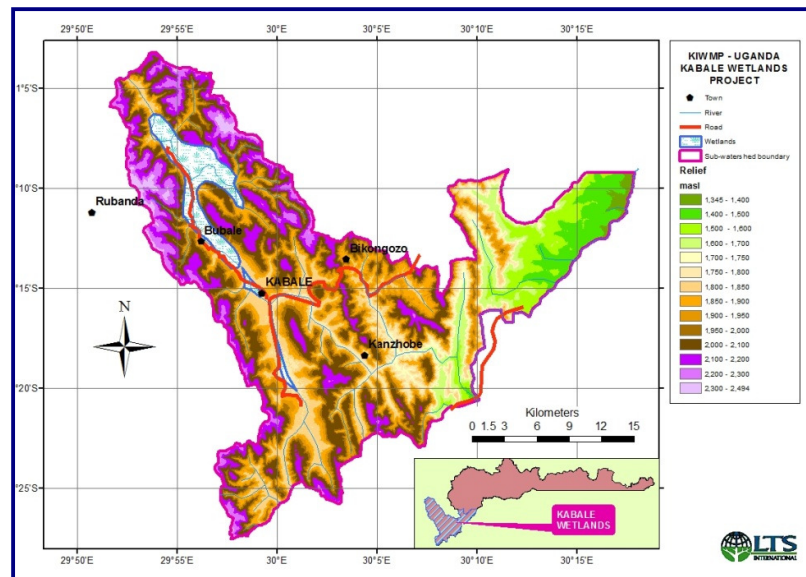 29°50'E 29°55'E 30°0'E 30°5'E 30°10'E 30°15'E
1°5'S
1°10'S
1°15'S
1°20'S
1°25'S
Rubanda
Bubale
KABALE
Bikongozo
Kanzhobe
N
Kilometers
0 1.5 3 6 9 12 15
KABALE
WETLANDS
29°50'E 29°55'E 30°0'E 30°5'E 30°10'E 30°15'E
KIWMP - UGANDA
KABALE WETLANDS
PROJECT
Town
River
Road
Wetlands
Sub-watershed boundary
Relief
masl
1,345 - 1,400
1,400 - 1,500
1,500 - 1,600
1,600 - 1,700
1,700 - 1,750
1,750 - 1,800
1,800 - 1,850
1,850 - 1,900
1,900 - 1,950
1,950 - 2,000
2,000 - 2,100
2,100 - 2,200
2,200 - 2,300
2,300 - 2,494
LTS
INTERNATIONAL